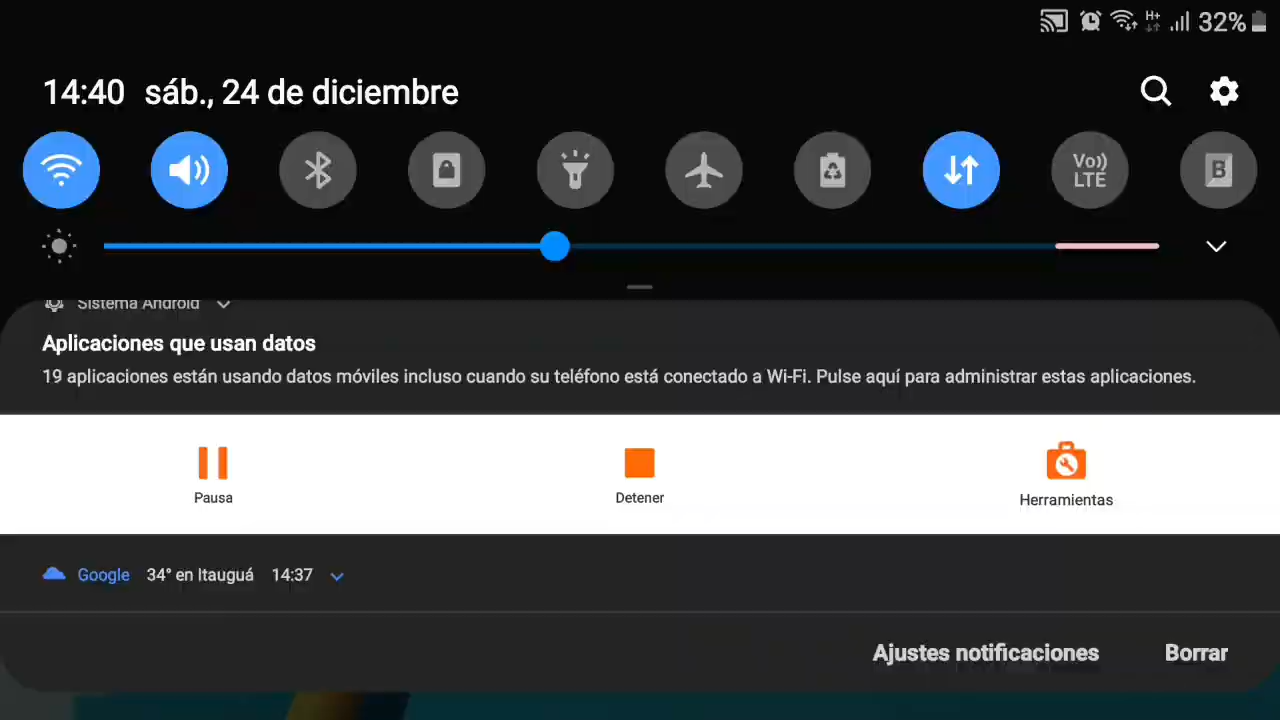 H+ 32%
14:40 sáb., 24 de diciembre
Vo))
LTE
B
Sistema Android
Aplicaciones que usan datos
19 aplicaciones están usando datos móviles incluso cuando su teléfono está conectado a Wi-Fi. Pulse aquí para administrar estas aplicaciones.
Pausa Detener Herramientas
Google 34° en Itauguá 14:37
Ajustes notificaciones Borrar